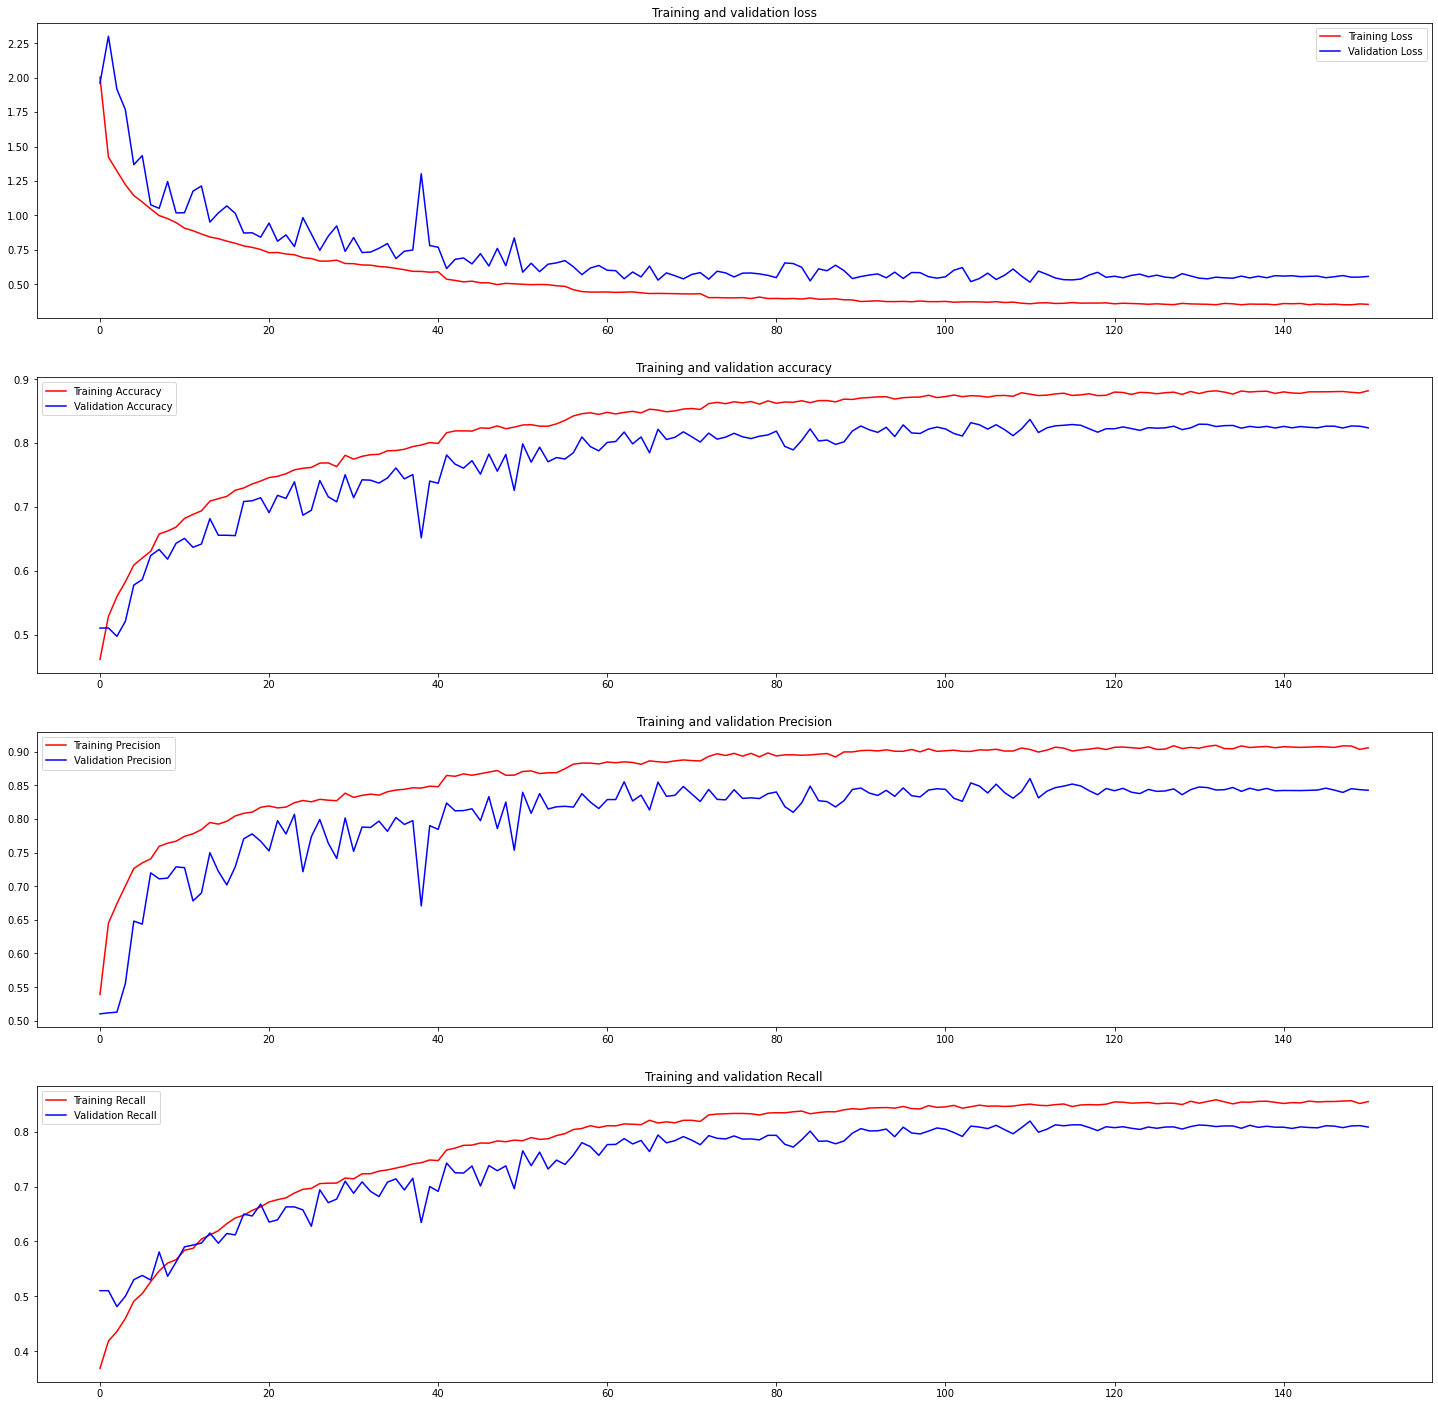 Training and validation loss
Training Loss
Validation Loss
2.25
2.00
1.75
1.50
1.25
1.00
0.75
0.50
0 20 40 60 80 100 120 140
Training and validation accuracy
Training Accuracy
Validation Accuracy
0.9
0.8
0.7
0.6
0.5
0 20 40 60 80 100 120 140
Training and validation Precision
Training Precision
Validation Precision
0.90
0.85
0.80
0.75
0.70
0.65
0.60
0.55
0.50
0 20 40 60 80 100 120 140
Training and validation Recall
Training Recall
Validation Recall
0.8
0.7
0.6
0.5
0.4
0 20 40 60 80 100 120 140